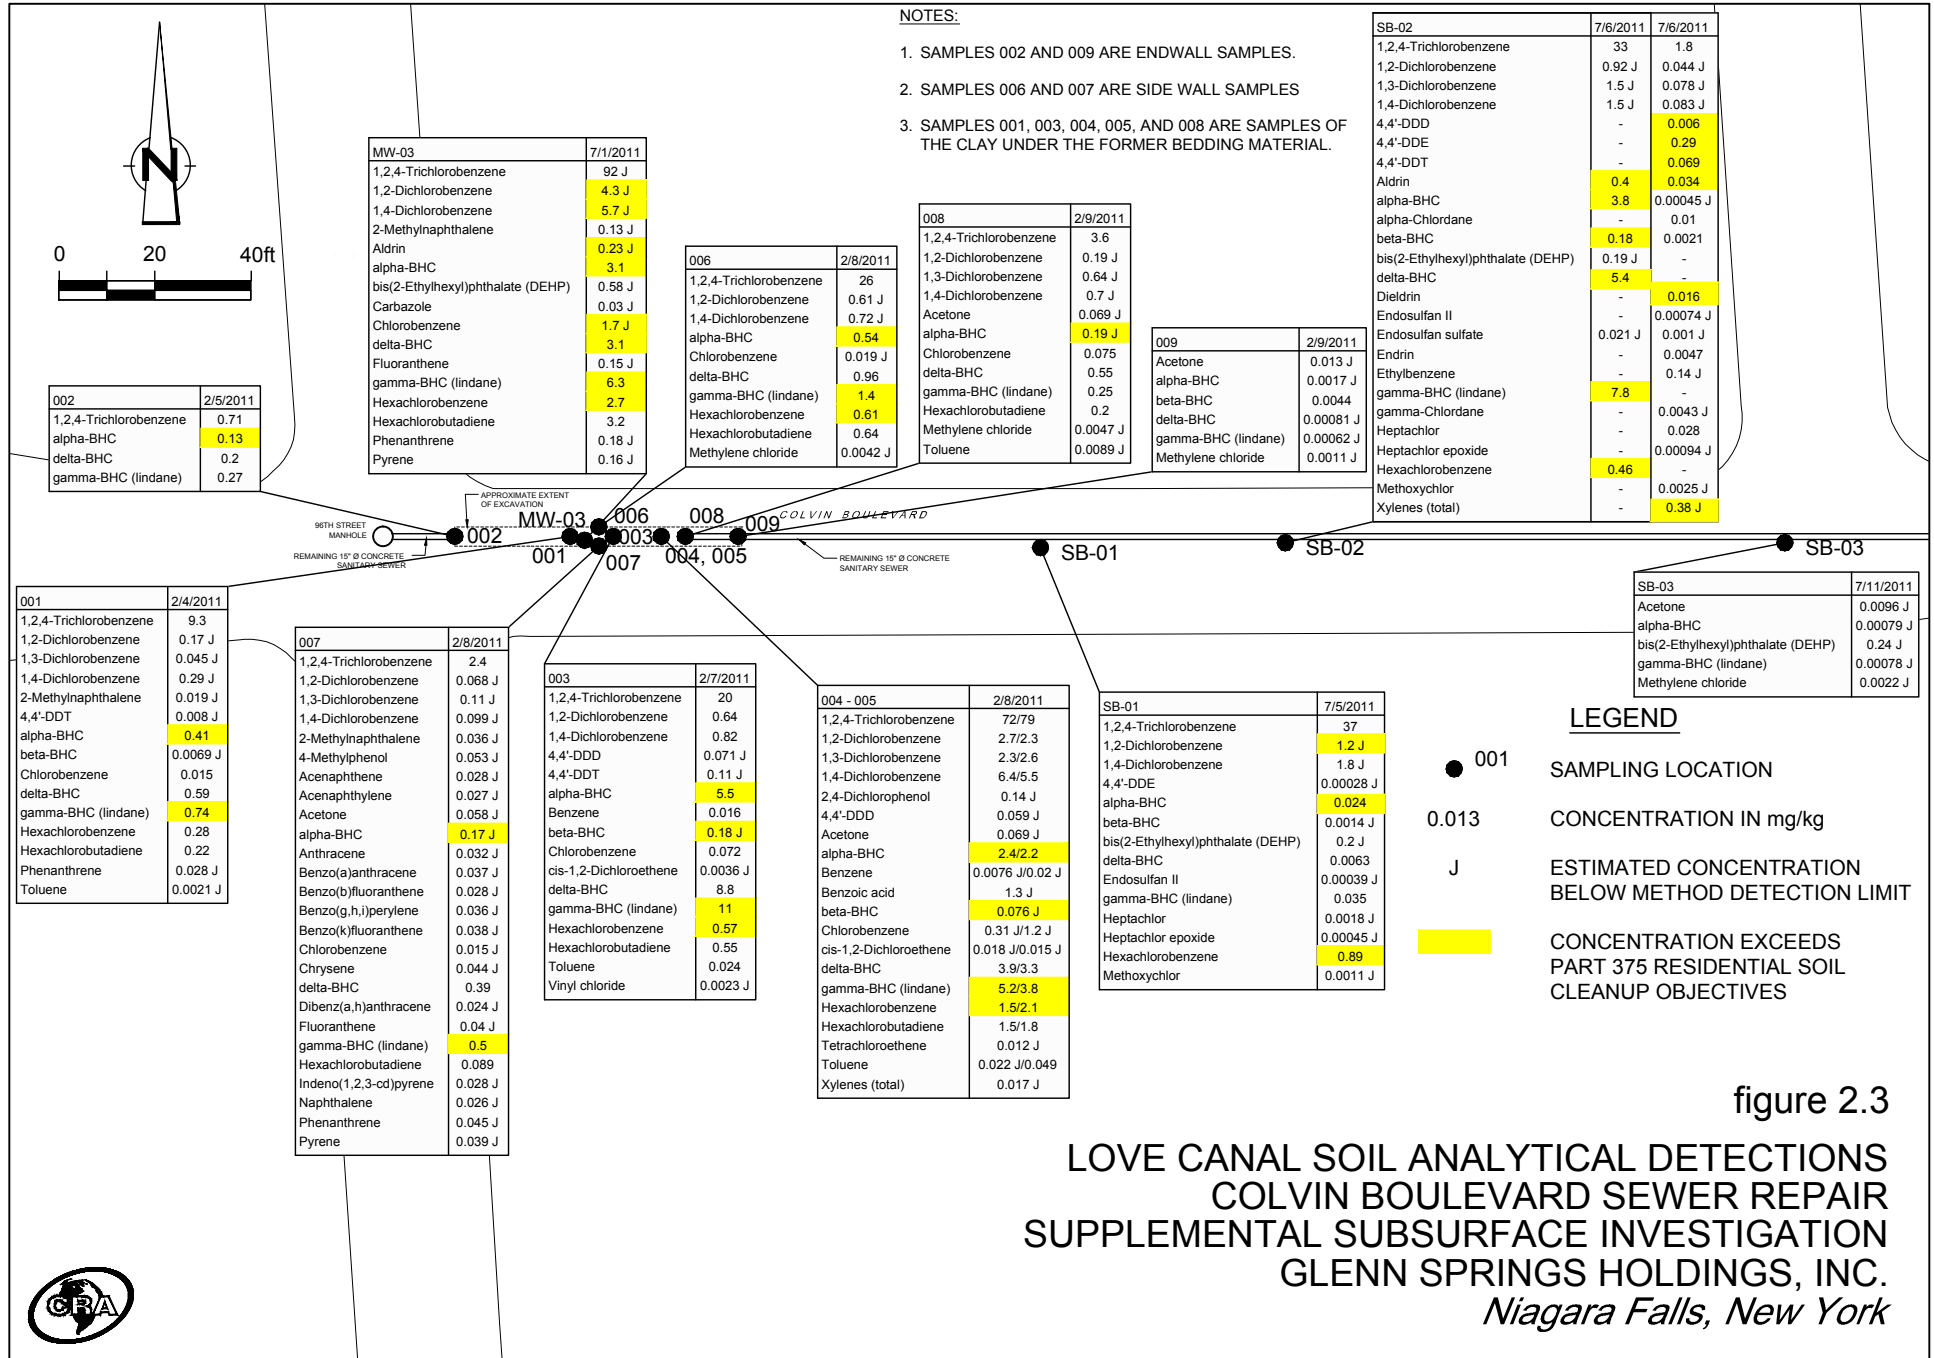 NOTES:
1. SAMPLES 002 AND 009 ARE ENDWALL SAMPLES.
2. SAMPLES 006 AND 007 ARE SIDE WALL SAMPLES
3. SAMPLES 001, 003, 004, 005, AND 008 ARE SAMPLES OF
THE CLAY UNDER THE FORMER BEDDING MATERIAL.
N
0 20 40ft
SB-02 7/6/2011 7/6/2011
1,2,4-Trichlorobenzene 33 1.8
1,2-Dichlorobenzene 0.92 J 0.044 J
1,3-Dichlorobenzene 1.5 J 0.078 J
1,4-Dichlorobenzene 1.5 J 0.083 J
4,4'-DDD - 0.006
4,4'-DDE - 0.29
4,4'-DDT - 0.069
Aldrin 0.4 0.034
alpha-BHC 3.8 0.00045 J
alpha-Chlordane - 0.01
beta-BHC 0.18 0.0021
bis(2-Ethylhexyl)phthalate (DEHP) 0.19 J -
delta-BHC 5.4 -
Dieldrin - 0.016
Endosulfan II - 0.00074 J
Endosulfan sulfate 0.021 J 0.001 J
Endrin - 0.0047
Ethylbenzene - 0.14 J
gamma-BHC (lindane) 7.8 -
gamma-Chlordane - 0.0043 J
Heptachlor - 0.028
Heptachlor epoxide - 0.00094 J
Hexachlorobenzene 0.46 -
Methoxychlor - 0.0025 J
Xylenes (total) - 0.38 J
MW-03 7/1/2011
1,2,4-Trichlorobenzene 92 J
1,2-Dichlorobenzene 4.3 J
1,4-Dichlorobenzene 5.7 J
2-Methylnaphthalene 0.13 J
Aldrin 0.23 J
alpha-BHC 3.1
bis(2-Ethylhexyl)phthalate (DEHP) 0.58 J
Carbazole 0.03 J
Chlorobenzene 1.7 J
delta-BHC 3.1
Fluoranthene 0.15 J
gamma-BHC (lindane) 6.3
Hexachlorobenzene 2.7
Hexachlorobutadiene 3.2
Phenanthrene 0.18 J
Pyrene 0.16 J
006 2/8/2011
1,2,4-Trichlorobenzene 26
1,2-Dichlorobenzene 0.61 J
1,4-Dichlorobenzene 0.72 J
alpha-BHC 0.54
Chlorobenzene 0.019 J
delta-BHC 0.96
gamma-BHC (lindane) 1.4
Hexachlorobenzene 0.61
Hexachlorobutadiene 0.64
Methylene chloride 0.0042 J
008 2/9/2011
1,2,4-Trichlorobenzene 3.6
1,2-Dichlorobenzene 0.19 J
1,3-Dichlorobenzene 0.64 J
1,4-Dichlorobenzene 0.7 J
Acetone 0.069 J
alpha-BHC 0.19 J
Chlorobenzene 0.075
delta-BHC 0.55
gamma-BHC (lindane) 0.25
Hexachlorobutadiene 0.2
Methylene chloride 0.0047 J
Toluene 0.0089 J
009 2/9/2011
Acetone 0.013 J
alpha-BHC 0.0017 J
beta-BHC 0.0044
delta-BHC 0.00081 J
gamma-BHC (lindane) 0.00062 J
Methylene chloride 0.0011 J
002 2/5/2011
1,2,4-Trichlorobenzene 0.71
alpha-BHC 0.13
delta-BHC 0.2
gamma-BHC (lindane) 0.27
APPROXIMATE EXTENT
OF EXCAVATION
96TH STREET
MANHOLE
REMAINING 15" Ø CONCRETE
SANITARY SEWER
002
MW-03
001
006
003
007
008
004, 005
009
COLVIN BOULEVARD
REMAINING 15" Ø CONCRETE
SANITARY SEWER
SB-01
SB-02
SB-03
001 2/4/2011
1,2,4-Trichlorobenzene 9.3
1,2-Dichlorobenzene 0.17 J
1,3-Dichlorobenzene 0.045 J
1,4-Dichlorobenzene 0.29 J
2-Methylnaphthalene 0.019 J
4,4'-DDT 0.008 J
alpha-BHC 0.41
beta-BHC 0.0069 J
Chlorobenzene 0.015
delta-BHC 0.59
gamma-BHC (lindane) 0.74
Hexachlorobenzene 0.28
Hexachlorobutadiene 0.22
Phenanthrene 0.028 J
Toluene 0.0021 J
007 2/8/2011
1,2,4-Trichlorobenzene 2.4
1,2-Dichlorobenzene 0.068 J
1,3-Dichlorobenzene 0.11 J
1,4-Dichlorobenzene 0.099 J
2-Methylnaphthalene 0.036 J
4-Methylphenol 0.053 J
Acenaphthene 0.028 J
Acenaphthylene 0.027 J
Acetone 0.058 J
alpha-BHC 0.17 J
Anthracene 0.032 J
Benzo(a)anthracene 0.037 J
Benzo(b)fluoranthene 0.028 J
Benzo(g,h,i)perylene 0.036 J
Benzo(k)fluoranthene 0.038 J
Chlorobenzene 0.015 J
Chrysene 0.044 J
delta-BHC 0.39
Dibenz(a,h)anthracene 0.024 J
Fluoranthene 0.04 J
gamma-BHC (lindane) 0.5
Hexachlorobutadiene 0.089
Indeno(1,2,3-cd)pyrene 0.028 J
Naphthalene 0.026 J
Phenanthrene 0.045 J
Pyrene 0.039 J
003 2/7/2011
1,2,4-Trichlorobenzene 20
1,2-Dichlorobenzene 0.64
1,4-Dichlorobenzene 0.82
4,4'-DDD 0.071 J
4,4'-DDT 0.11 J
alpha-BHC 5.5
Benzene 0.016
beta-BHC 0.18 J
Chlorobenzene 0.072
cis-1,2-Dichloroethene 0.0036 J
delta-BHC 8.8
gamma-BHC (lindane) 11
Hexachlorobenzene 0.57
Hexachlorobutadiene 0.55
Toluene 0.024
Vinyl chloride 0.0023 J
004 - 005 2/8/2011
1,2,4-Trichlorobenzene 72/79
1,2-Dichlorobenzene 2.7/2.3
1,3-Dichlorobenzene 2.3/2.6
1,4-Dichlorobenzene 6.4/5.5
2,4-Dichlorophenol 0.14 J
4,4'-DDD 0.059 J
Acetone 0.069 J
alpha-BHC 2.4/2.2
Benzene 0.0076 J/0.02 J
Benzoic acid 1.3 J
beta-BHC 0.076 J
Chlorobenzene 0.31 J/1.2 J
cis-1,2-Dichloroethene 0.018 J/0.015 J
delta-BHC 3.9/3.3
gamma-BHC (lindane) 5.2/3.8
Hexachlorobenzene 1.5/2.1
Hexachlorobutadiene 1.5/1.8
Tetrachloroethene 0.012 J
Toluene 0.022 J/0.049
Xylenes (total) 0.017 J
SB-01 7/5/2011
1,2,4-Trichlorobenzene 37
1,2-Dichlorobenzene 1.2 J
1,4-Dichlorobenzene 1.8 J
4,4'-DDE 0.00028 J
alpha-BHC 0.024
beta-BHC 0.0014 J
bis(2-Ethylhexyl)phthalate (DEHP) 0.2 J
delta-BHC 0.0063
Endosulfan II 0.00039 J
gamma-BHC (lindane) 0.035
Heptachlor 0.0018 J
Heptachlor epoxide 0.00045 J
Hexachlorobenzene 0.89
Methoxychlor 0.0011 J
SB-03 7/11/2011
Acetone 0.0096 J
alpha-BHC 0.00079 J
bis(2-Ethylhexyl)phthalate (DEHP) 0.24 J
gamma-BHC (lindane) 0.00078 J
Methylene chloride 0.0022 J
LEGEND
001 SAMPLING LOCATION
0.013 CONCENTRATION IN mg/kg
J ESTIMATED CONCENTRATION
BELOW METHOD DETECTION LIMIT
CONCENTRATION EXCEEDS
PART 375 RESIDENTIAL SOIL
CLEANUP OBJECTIVES
figure 2.3
LOVE CANAL SOIL ANALYTICAL DETECTIONS
COLVIN BOULEVARD SEWER REPAIR
SUPPLEMENTAL SUBSURFACE INVESTIGATION
GLENN SPRINGS HOLDINGS, INC.
Niagara Falls, New York
CRA